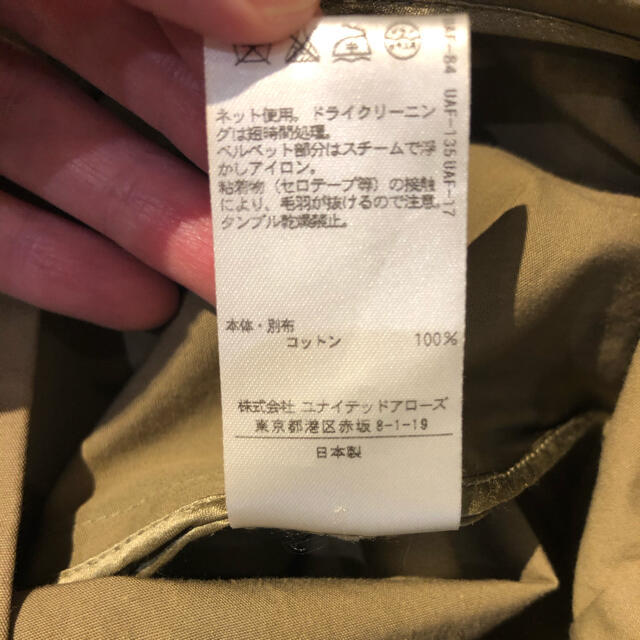 ネット使用。ドライクリーニン
グは短時間処理。
ベルベット部分はスチームで浮
かしアイロン。
粘着物（セロテープ等）の接触
により、毛羽が抜けるので注意。
タンブル乾燥禁止。
本体・別布
コットン 100%
株式会社 ユナイテッドアローズ
東京都港区赤坂 8-1-19
日本製
UAF-84 UAF-135 UAF-17